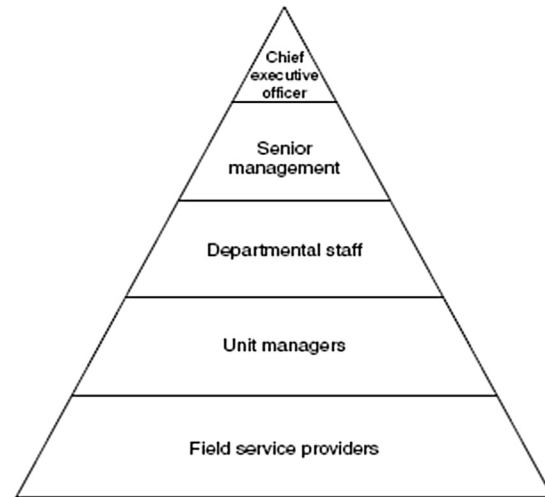 Chief
executive
officer
Senior
management
Departmental staff
Unit managers
Field service providers